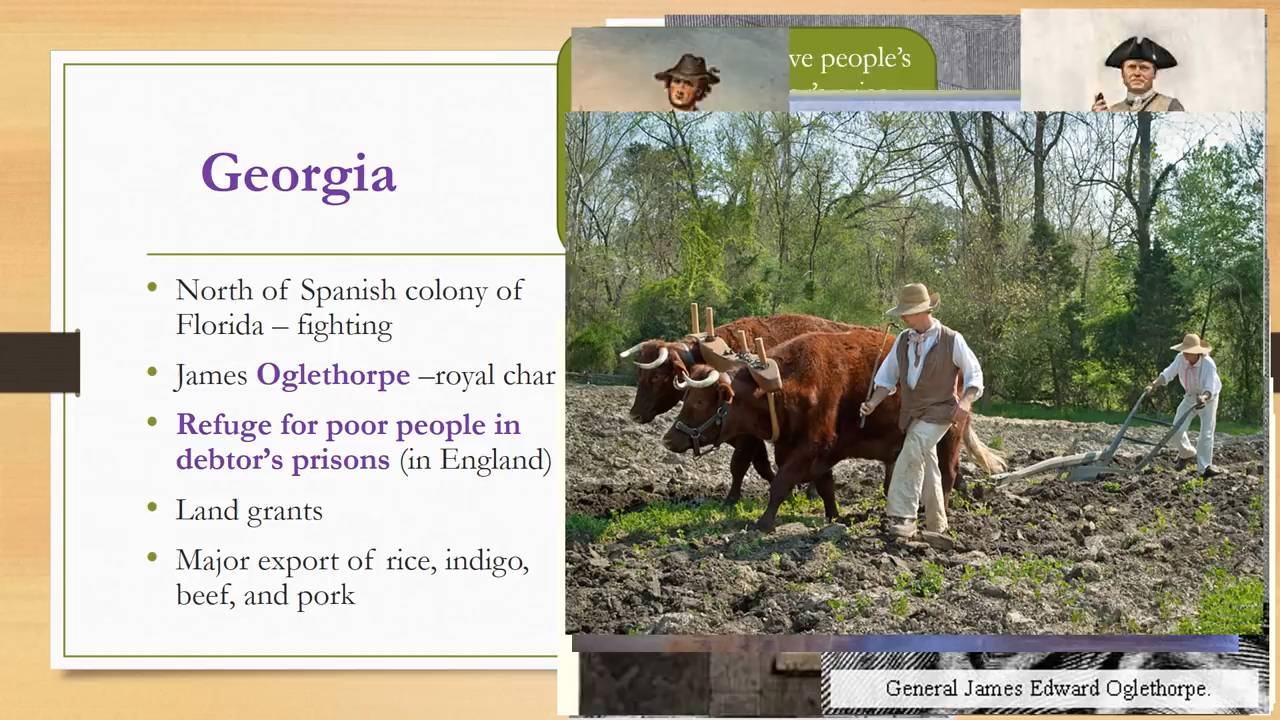 ve people's
Georgia
• North of Spanish colony of
Florida – fighting
• James Oglethorpe –royal char
• Refuge for poor people in
debtor's prisons (in England)
• Land grants
• Major export of rice, indigo,
beef, and pork
General James Edward Oglethorpe.